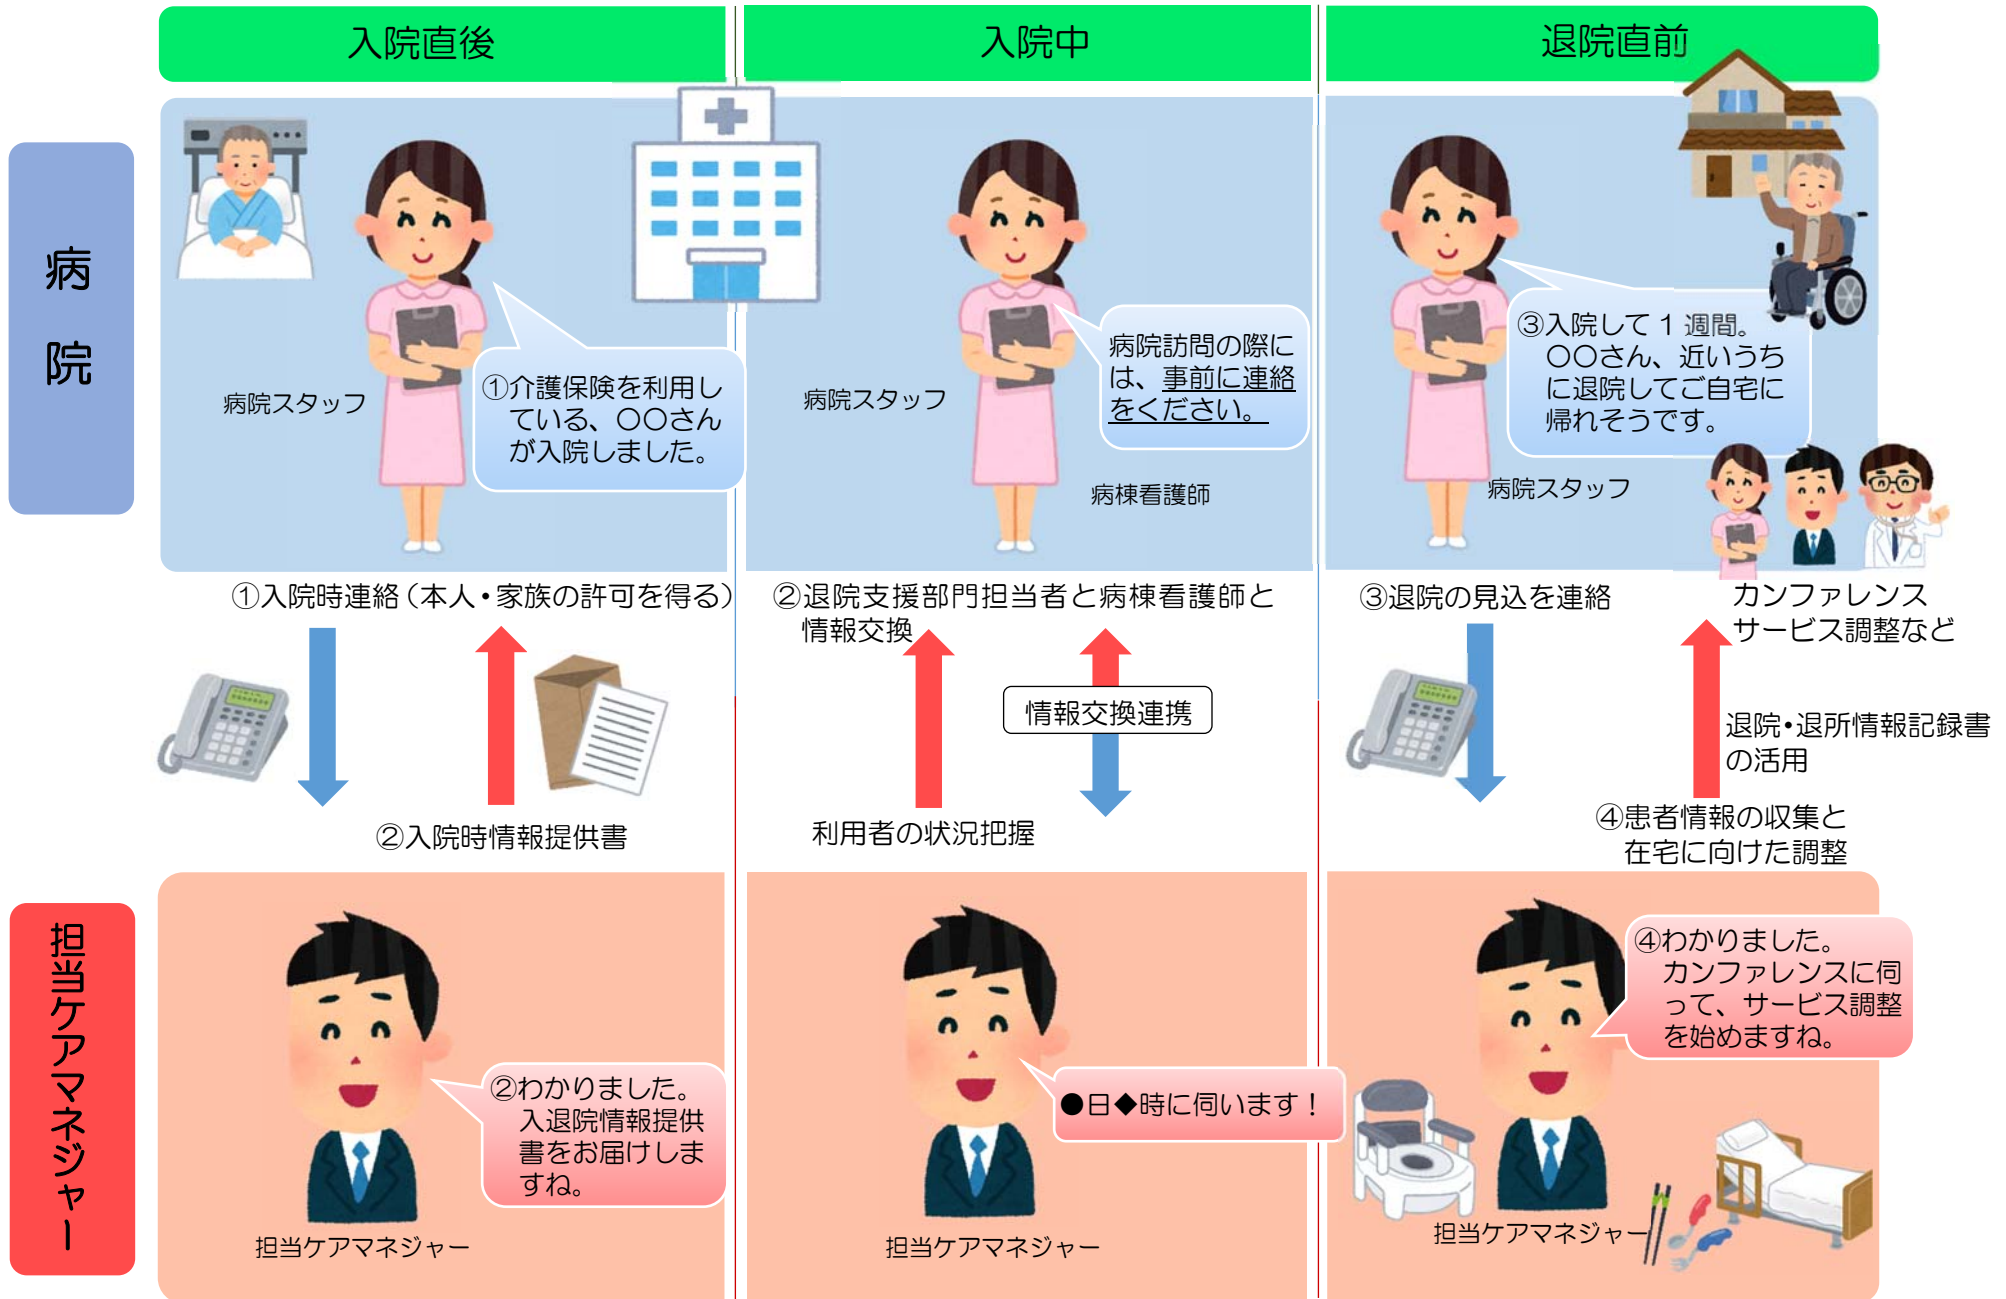 入院直後
入院中
退院直前
病院
病院スタッフ
①介護保険を利用し
ている、〇〇さん
が入院しました。
病院スタッフ
病院訪問の際に
は、事前に連絡
をください。
病棟看護師
③入院して 1 週間。
〇〇さん、近いうち
に退院してご自宅に
帰れそうです。
病院スタッフ
①入院時連絡（本人・家族の許可を得る）
②入院時情報提供書
②退院支援部門担当者と病棟看護師と
情報交換
情報交換連携
利用者の状況把握
③退院の見込を連絡
カンファレンス
サービス調整など
退院・退所情報記録書
の活用
④患者情報の収集と
在宅に向けた調整
担当ケアマネジャー
②わかりました。
入退院情報提供
書をお届けしま
すね。
担当ケアマネジャー
●日◆時に伺います！
担当ケアマネジャー
④わかりました。
カンファレンスに伺
って、サービス調整
を始めますね。
担当ケアマネジャー